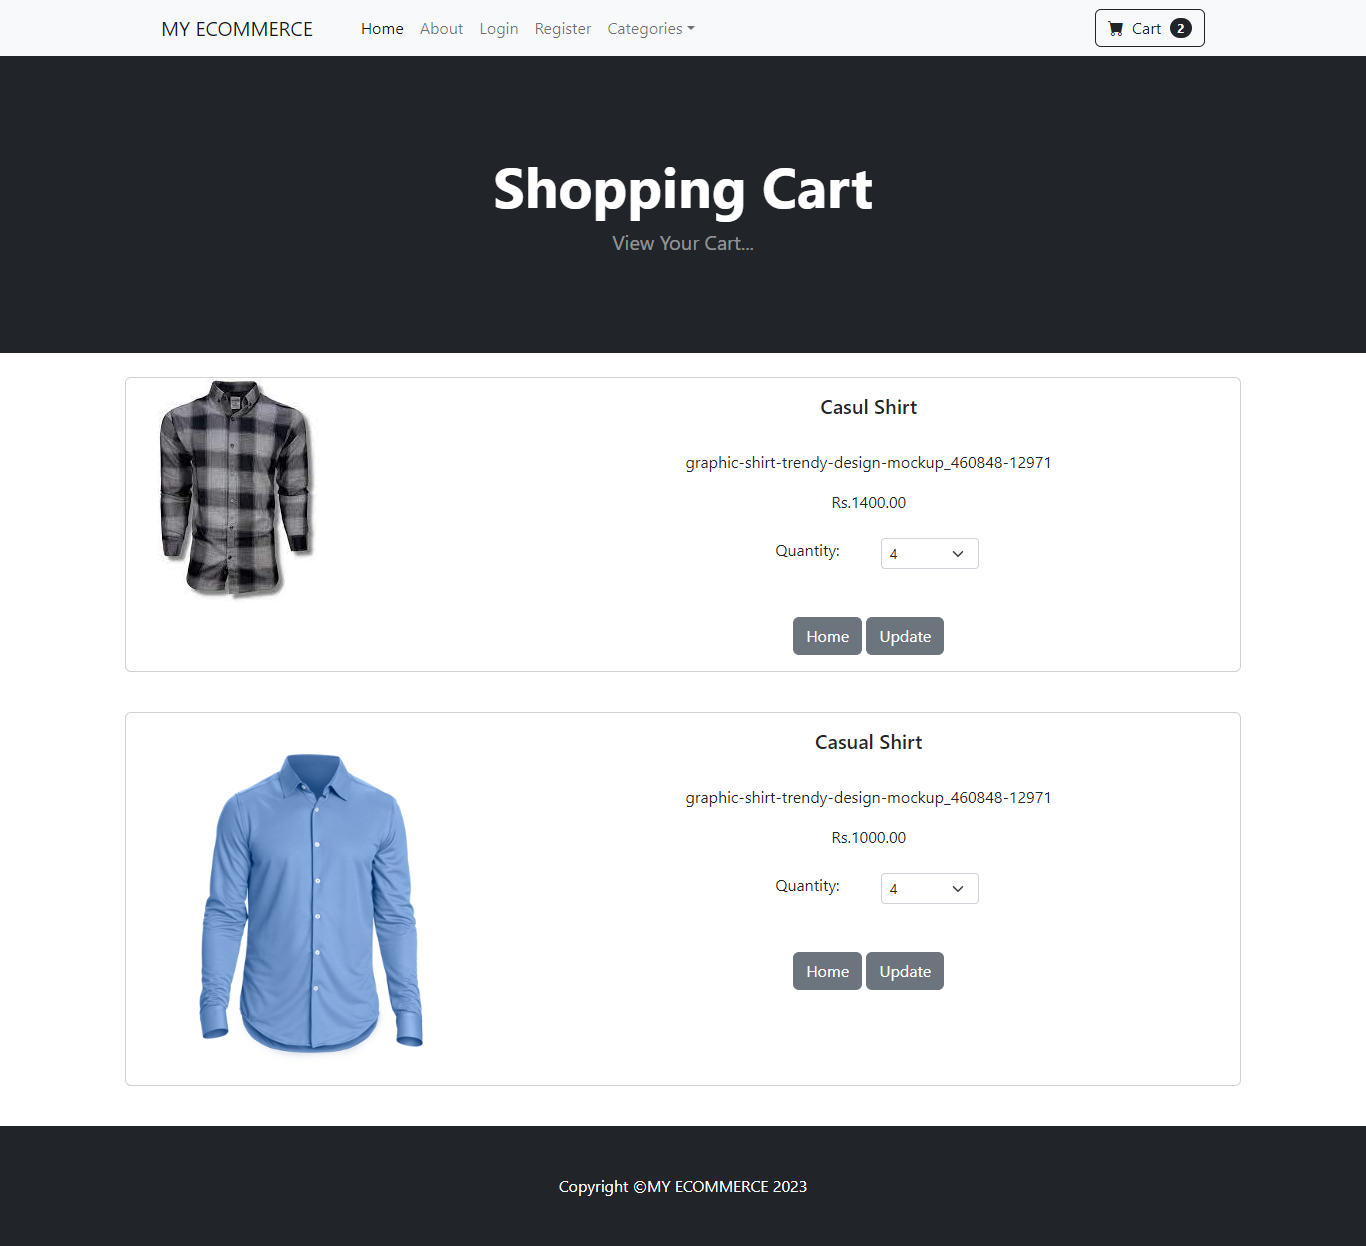 MY ECOMMERCE Home About Login Register Categories Cart 2
Shopping Cart
View Your Cart...
Casul Shirt
graphic-shirt-trendy-design-mockup_460848-12971
Rs.1400.00
Quantity: 4
Home Update
Casual Shirt
graphic-shirt-trendy-design-mockup_460848-12971
Rs.1000.00
Quantity: 4
Home Update
Copyright ©MY ECOMMERCE 2023